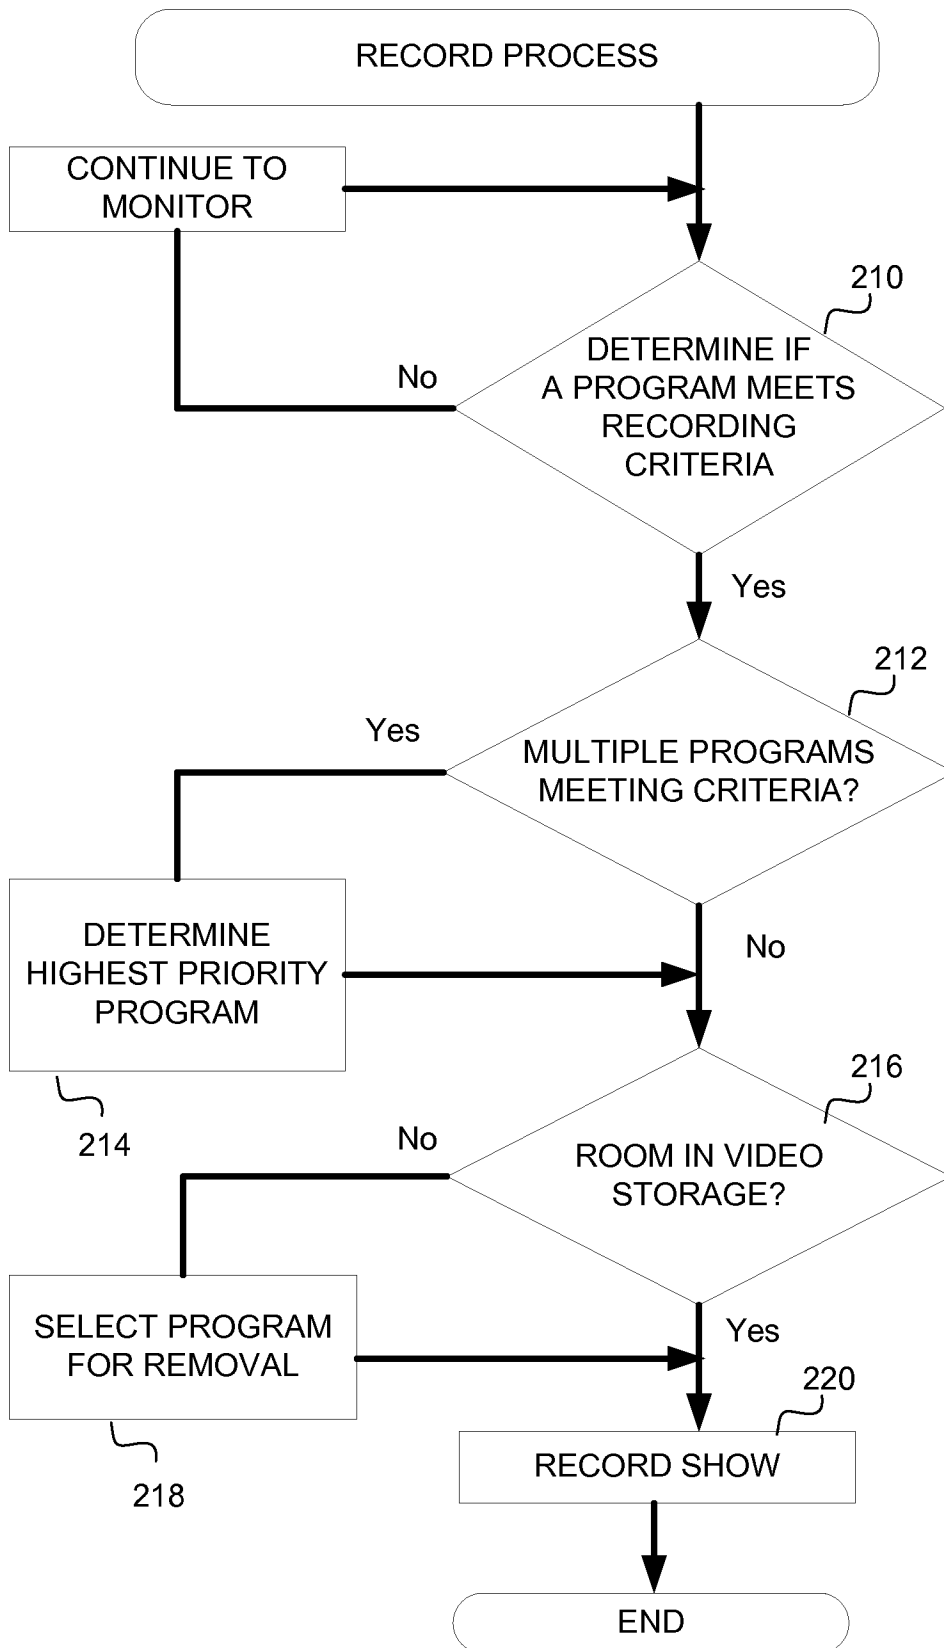 RECORD PROCESS
CONTINUE TO
MONITOR
210
DETERMINE IF
A PROGRAM MEETS
RECORDING
CRITERIA
No
Yes
212
MULTIPLE PROGRAMS
MEETING CRITERIA?
Yes
No
DETERMINE
HIGHEST PRIORITY
PROGRAM
214
216
ROOM IN VIDEO
STORAGE?
No
Yes
SELECT PROGRAM
FOR REMOVAL
218
220
RECORD SHOW
END